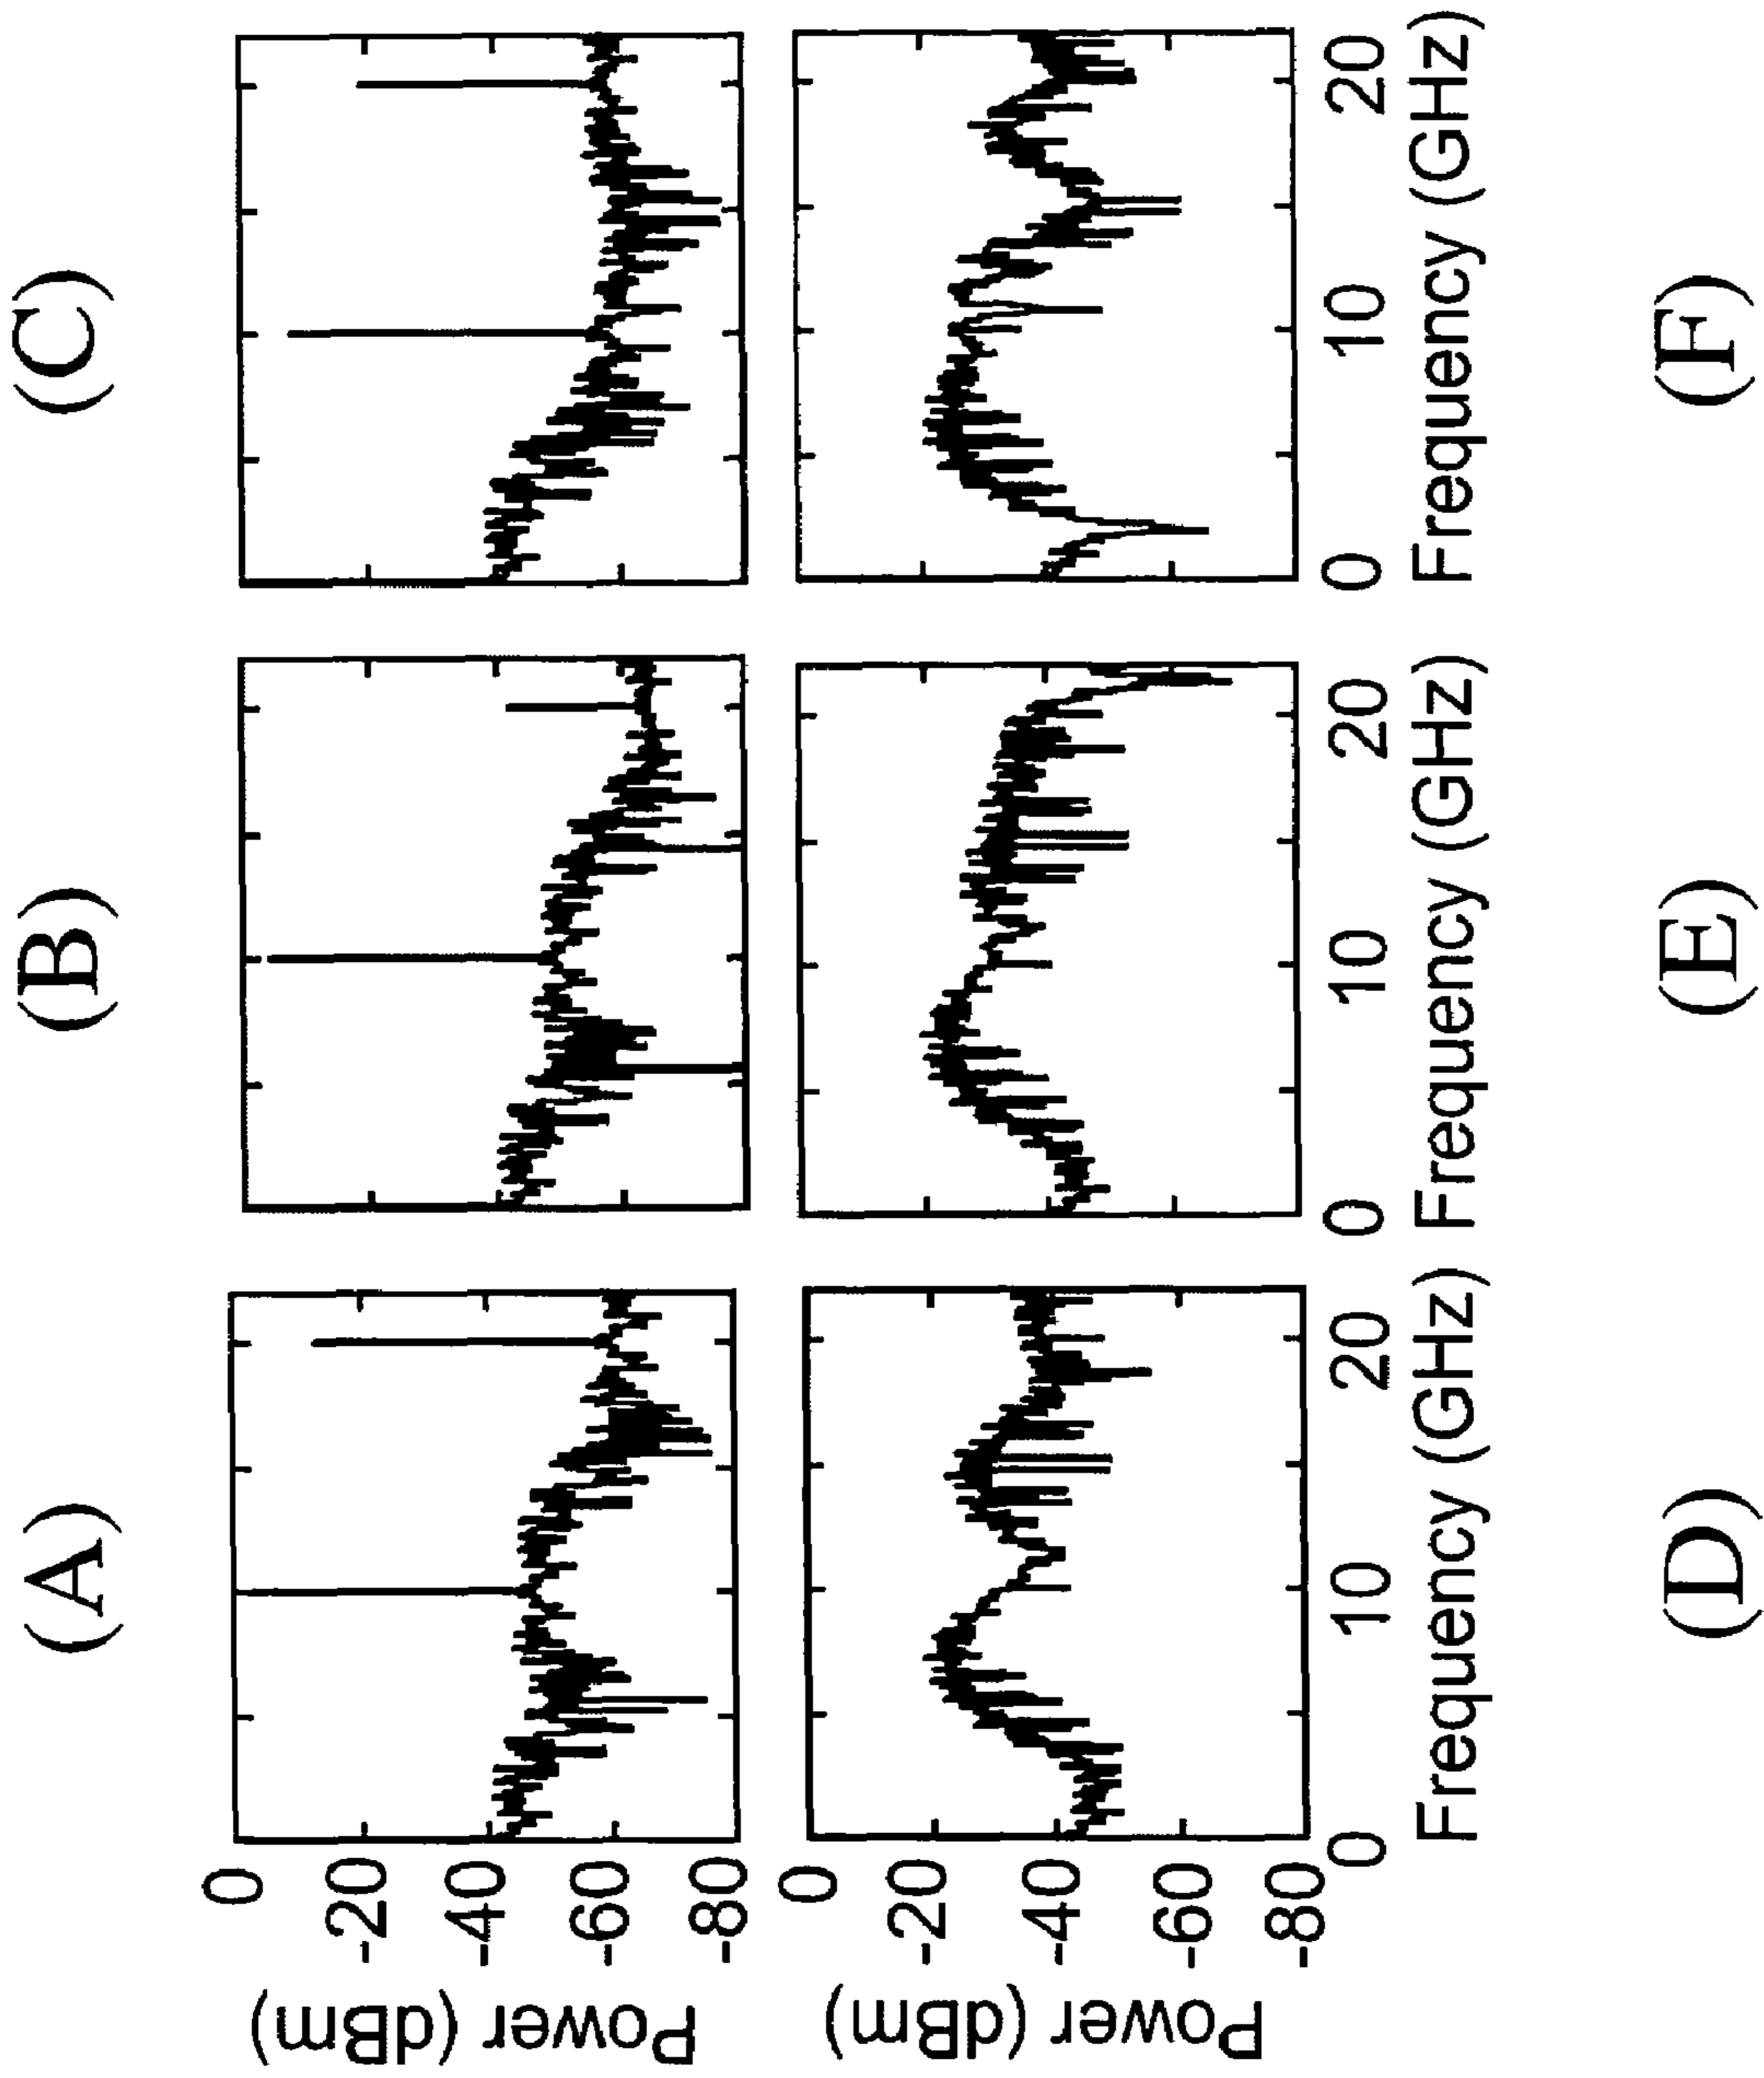 (A) (B) (C)
0
-20
-40
-60
-80
Power (dBm)
0
-20
-40
-60
-80
Power (dBm)
0 10 20 0 10 20 0 10 20
Frequency (GHz) Frequency (GHz) Frequency (GHz)
(D) (E) (F)